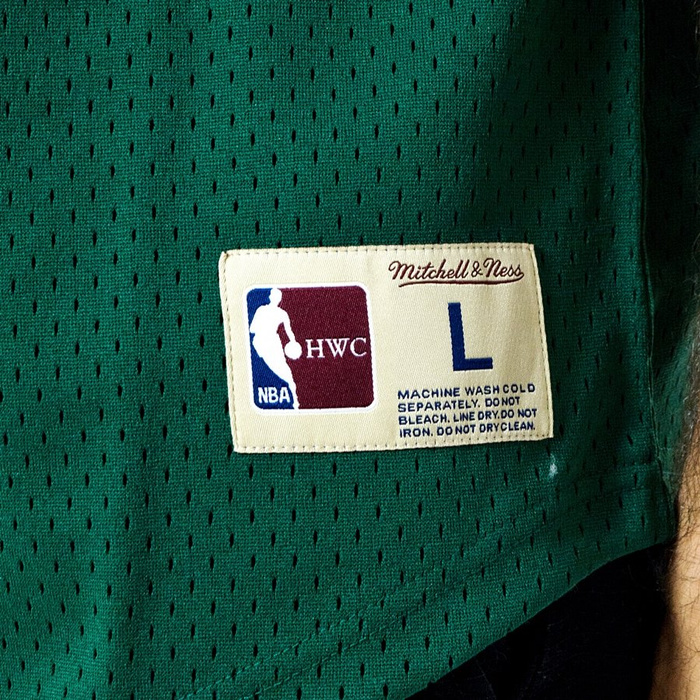 Mitchell & Ness
HWC
L
NBA
MACHINE WASH COLD
SEPARATELY. DO NOT
BLEACH. LINE DRY. DO NOT
IRON. DO NOT DRYCLEAN.